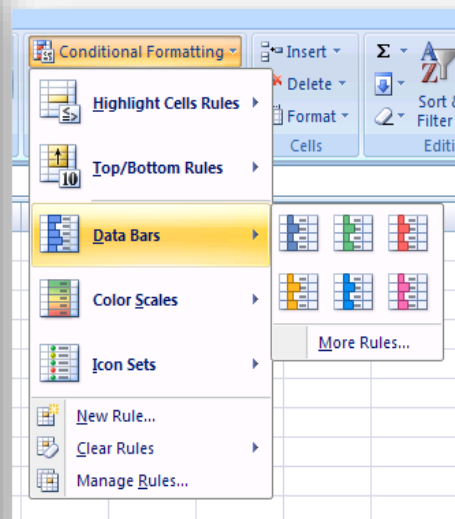 Conditional Formatting
Insert
Σ
Delete
Format
Sort &
Filter
Cells
Highlight Cells Rules
Top/Bottom Rules
10
Data Bars
Color Scales
Icon Sets
More Rules...
New Rule...
Clear Rules
Manage Rules...